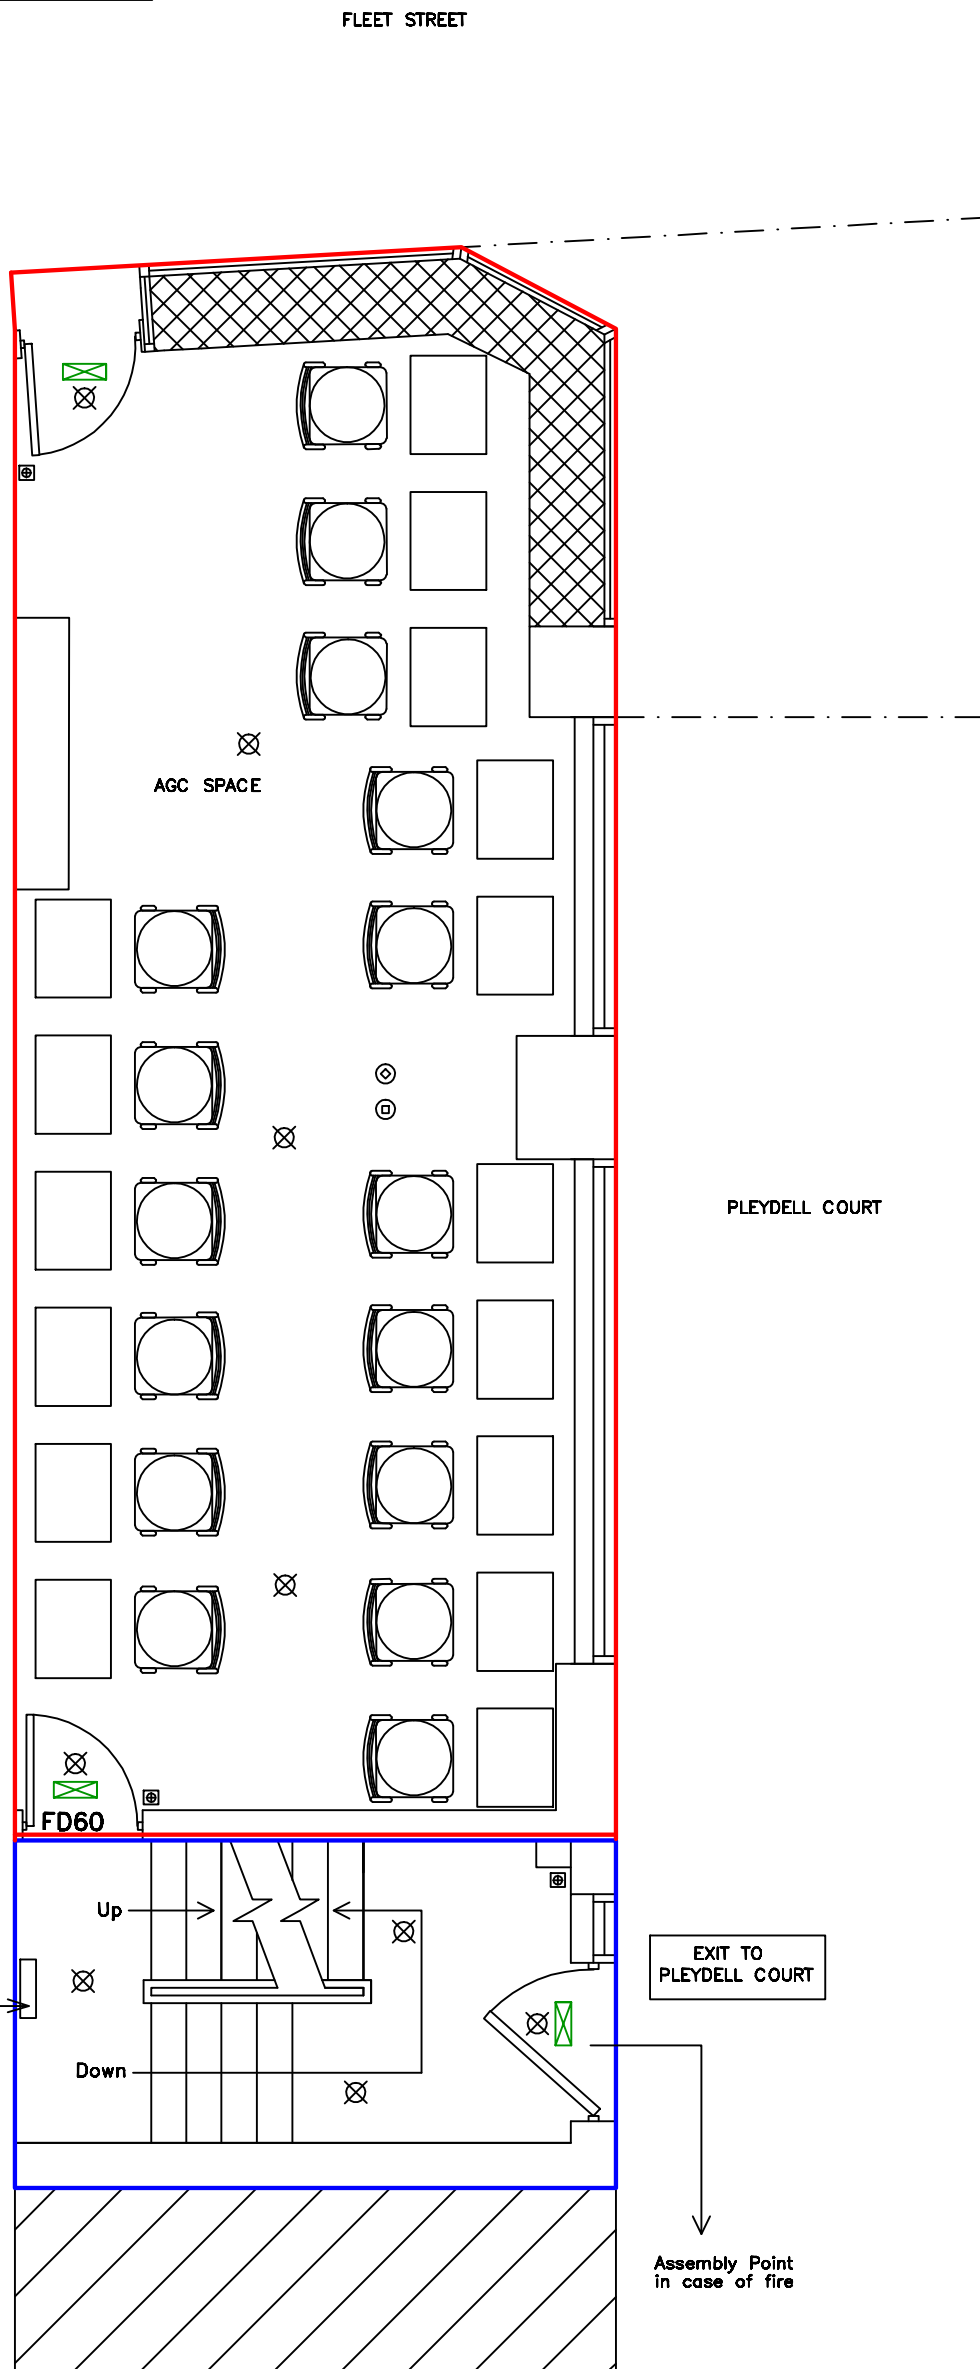 FLEET STREET
AGC SPACE
PLEYDELL COURT
FD60
Up
EXIT TO
PLEYDELL COURT
Down
Assembly Point
in case of fire